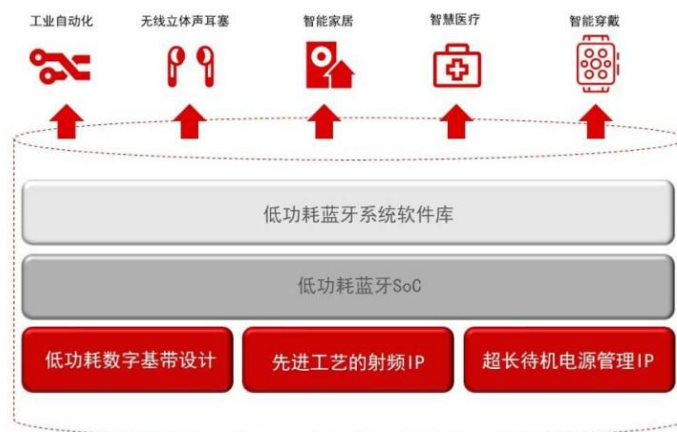 工业自动化
无线立体声耳塞
智能家居
智慧医疗
智能穿戴
低功耗蓝牙系统软件库
低功耗蓝牙SoC
低功耗数字基带设计
先进工艺的射频IP
超长待机电源管理IP